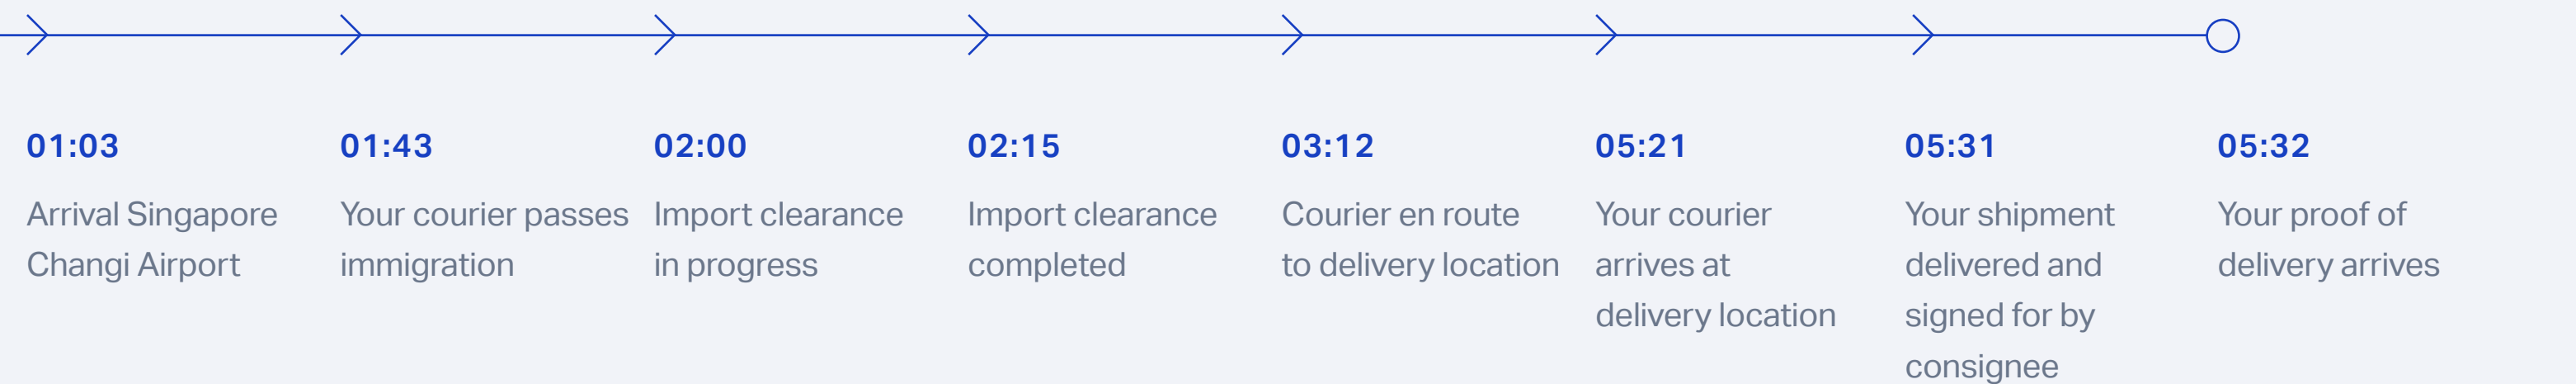 01:03
Arrival Singapore
Changi Airport
01:43
Your courier passes
immigration
02:00
Import clearance
in progress
02:15
Import clearance
completed
03:12
Courier en route
to delivery location
05:21
Your courier
arrives at
delivery location
05:31
Your shipment
delivered and
signed for by
consignee
05:32
Your proof of
delivery arrives